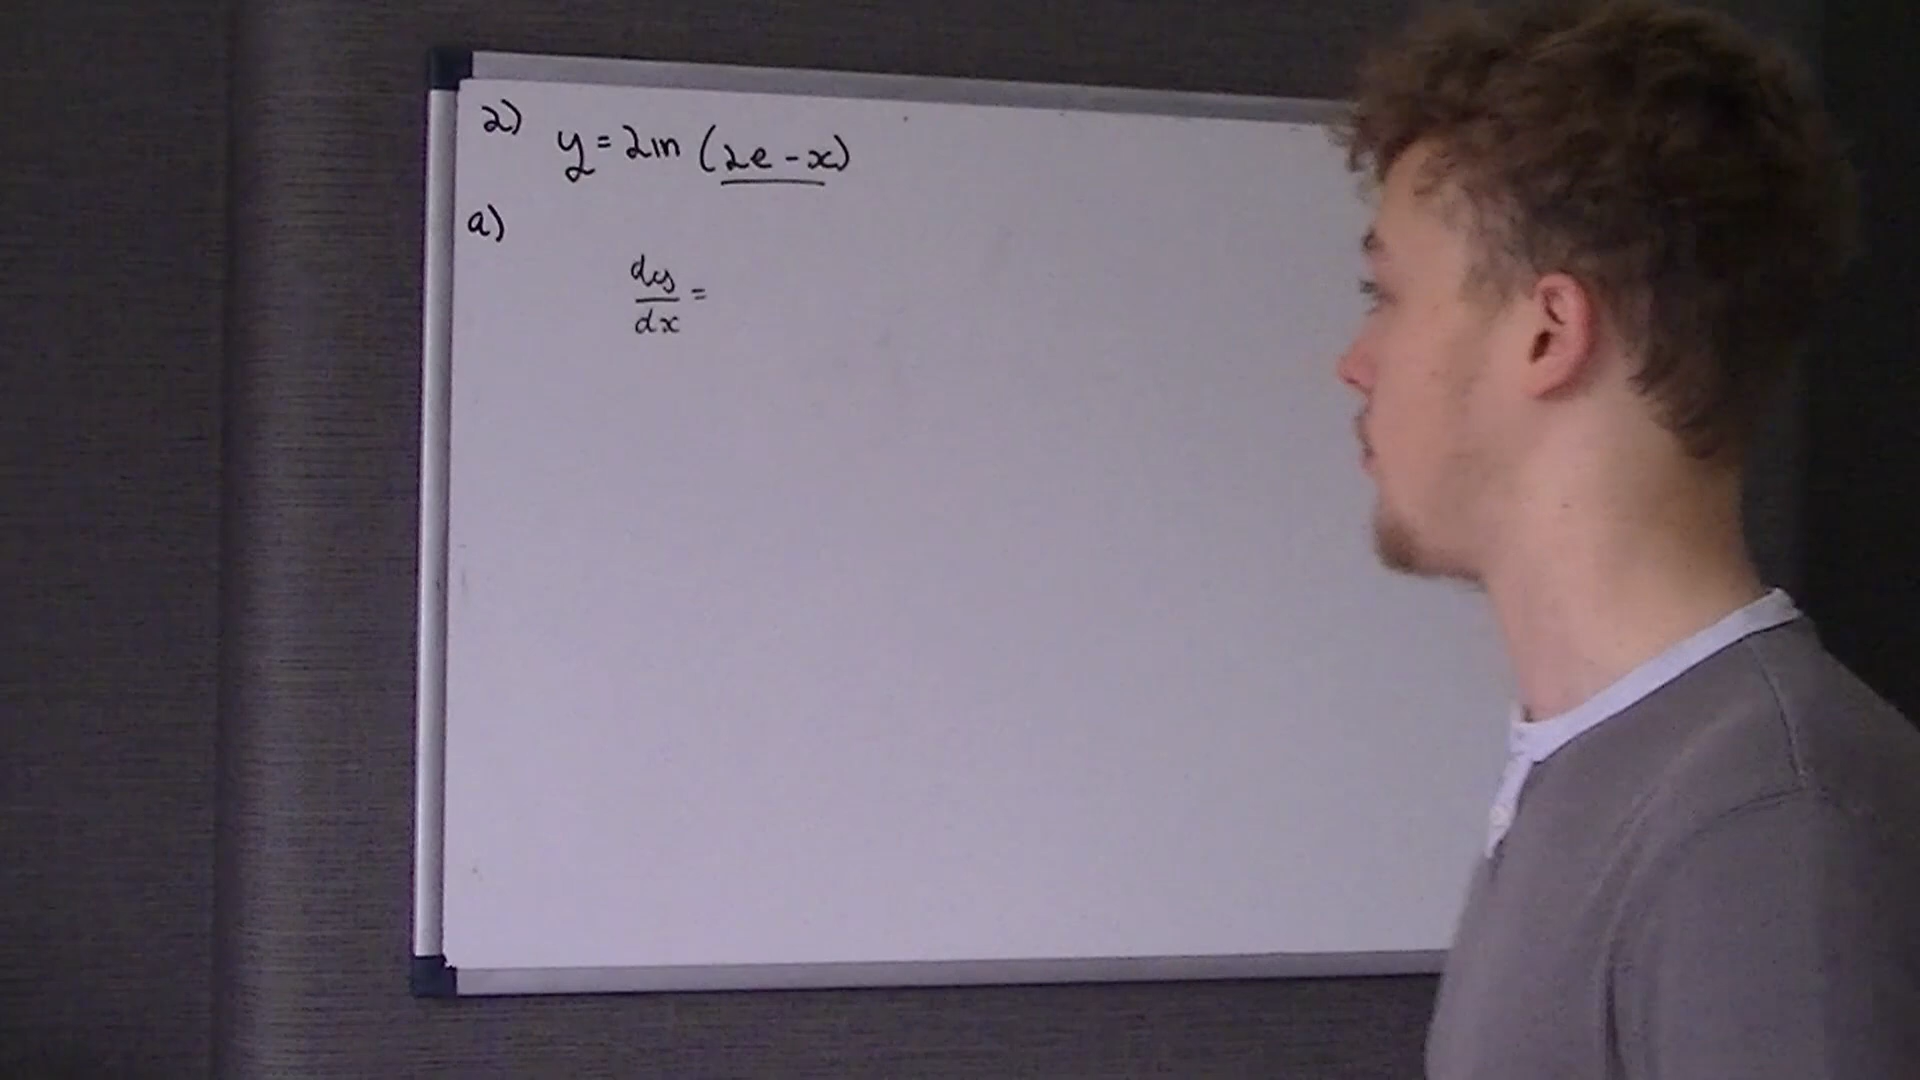 2) y = 2ln (2e - x)
a)
dy/dx =